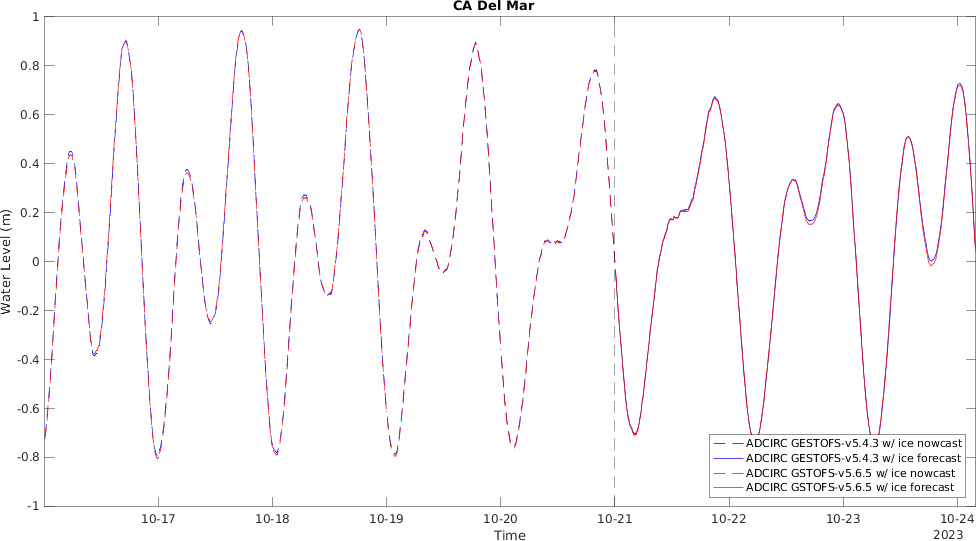 CA Del Mar
1
0.8
0.6
0.4
0.2
0
-0.2
-0.4
-0.6
-0.8
-1
Water Level (m)
ADCIRC GESTOFS-v5.4.3 w/ ice nowcast
ADCIRC GESTOFS-v5.4.3 w/ ice forecast
ADCIRC GSTOFS-v5.6.5 w/ ice nowcast
ADCIRC GSTOFS-v5.6.5 w/ ice forecast
10-17 10-18 10-19 10-20 10-21 10-22 10-23 10-24
Time
2023